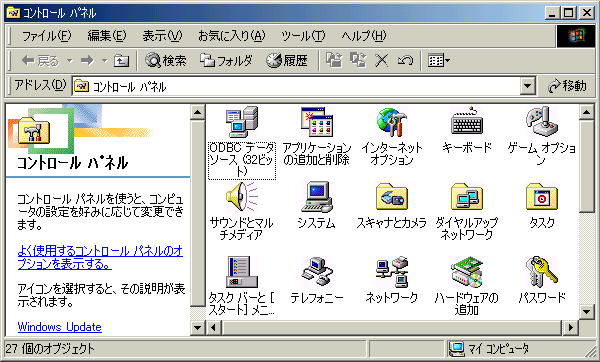 コントロール パネル
ファイル(F) 編集(E) 表示(V) お気に入り(A) ツール(T) ヘルプ(H)
戻る 検索 フォルダ 履歴
アドレス(D) コントロール パネル 移動
コントロール パネル
コントロール パネルを使うと、コンピュ
ータの設定を好みに応じて変更でき
ます。
よく使用するコントロール パネルのオ
プションを表示する。
アイコンを選択すると、その説明が表
示されます。
Windows Update
ODBC データ
ソース (32ビッ
ト)
アプリケーション
の追加と削除
インターネット
オプション
キーボード
ゲーム オプショ
ン
サウンドとマル
チメディア
システム
スキャナとカメラ
ダイヤルアップ
ネットワーク
タスク
タスク バーと [
スタート] メニ...
テレフォニー
ネットワーク
ハードウェアの
追加
パスワード
27 個のオブジェクト
マイ コンピュータ